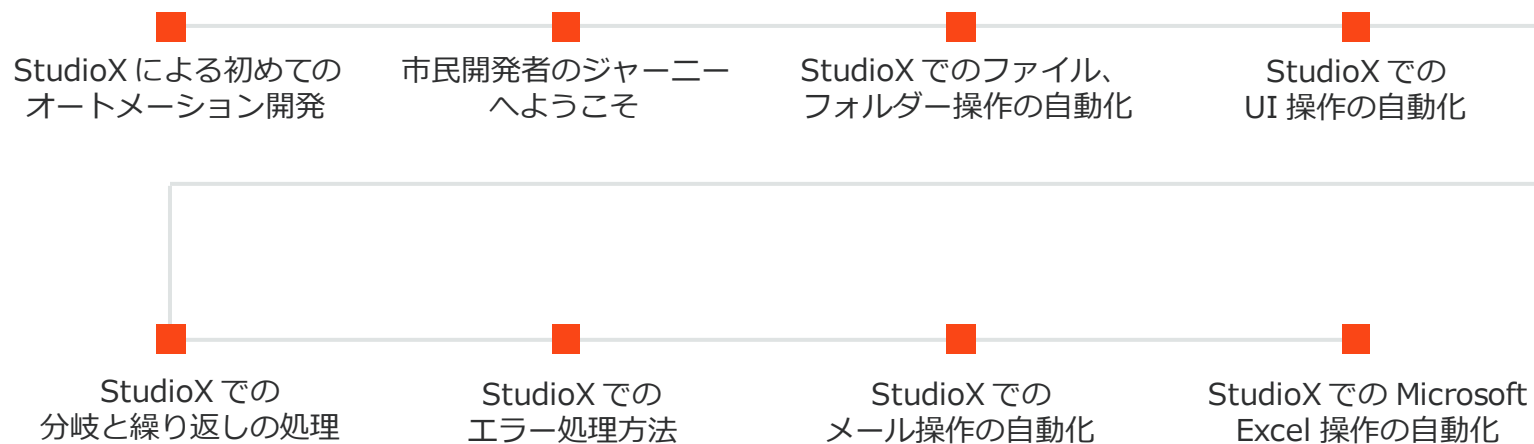 StudioX による初めての
オートメーション開発
市民開発者のジャーニー
へようこそ
StudioX でのファイル、
フォルダー操作の自動化
StudioX での
UI 操作の自動化
StudioX での
分岐と繰り返しの処理
StudioX での
エラー処理方法
StudioX での
メール操作の自動化
StudioX での Microsoft
Excel 操作の自動化